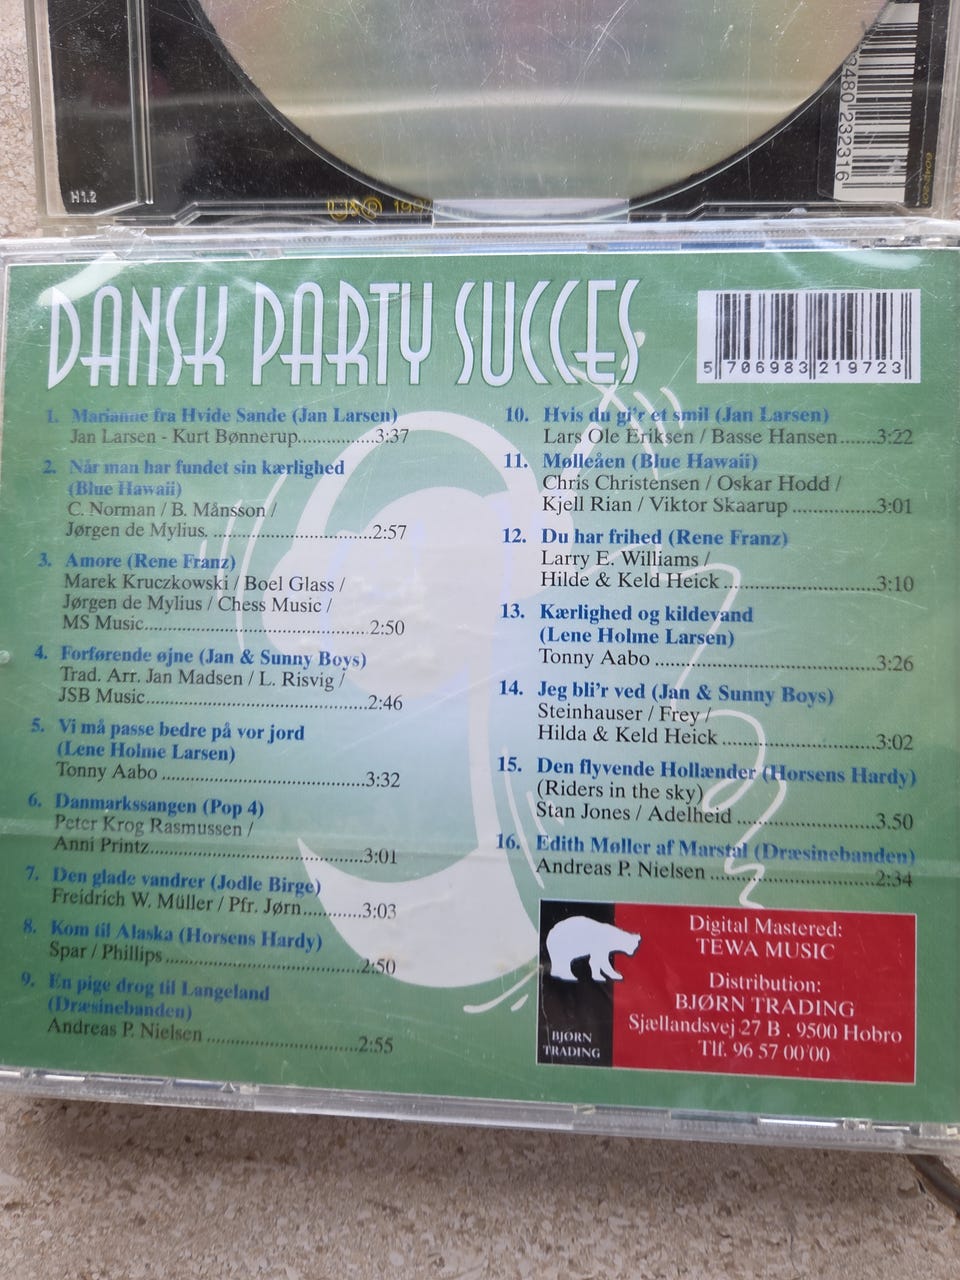 480 232316
H1.2
DANSK PARTY SUCCES
5 706983 219723
1. Marianne fra Hvide Sande (Jan Larsen)
Jan Larsen - Kurt Bønnerup..............3:37
2. Når man har fundet sin kærlighed
(Blue Hawaii)
C. Norman / B. Månsson /
Jørgen de Mylius. .............................2:57
3. Amore (Rene Franz)
Marek Kruczkowski / Boel Glass /
Jørgen de Mylius / Chess Music /
MS Music.........................................2:50
4. Forførende øjne (Jan & Sunny Boys)
Trad. Arr. Jan Madsen / L. Risvig /
JSB Music.........................................2:46
5. Vi må passe bedre på vor jord
(Lene Holme Larsen)
Tonny Aabo .....................................3:32
6. Danmarkssangen (Pop 4)
Peter Krog Rasmussen /
Anni Printz.......................................3:01
7. Den glade vandrer (Jodle Birge)
Freidrich W. Müller / Pfr. Jørn...........3:03
8. Kom til Alaska (Horsens Hardy)
Spar / Phillips...................................2:50
9. En pige drog til Langeland
(Dræsinebanden)
Andreas P. Nielsen ...........................2:55
10. Hvis du gi'r et smil (Jan Larsen)
Lars Ole Eriksen / Basse Hansen.......3:22
11. Mølleåen (Blue Hawaii)
Chris Christensen / Oskar Hodd /
Kjell Rian / Viktor Skaarup ...............3:01
12. Du har frihed (Rene Franz)
Larry E. Williams /
Hilde & Keld Heick...........................3:10
13. Kærlighed og kildevand
(Lene Holme Larsen)
Tonny Aabo ......................................3:26
14. Jeg bli'r ved (Jan & Sunny Boys)
Steinhauser / Frey /
Hilda & Keld Heick ...........................3:02
15. Den flyvende Hollænder (Horsens Hardy)
(Riders in the sky)
Stan Jones / Adelheid ........................3.50
16. Edith Møller af Marstal (Dræsinebanden)
Andreas P. Nielsen .............................2:34
BJØRN
TRADING
Digital Mastered:
TEWA MUSIC
Distribution:
BJØRN TRADING
Sjællandsvej 27 B . 9500 Hobro
Tlf. 96 57 00 00